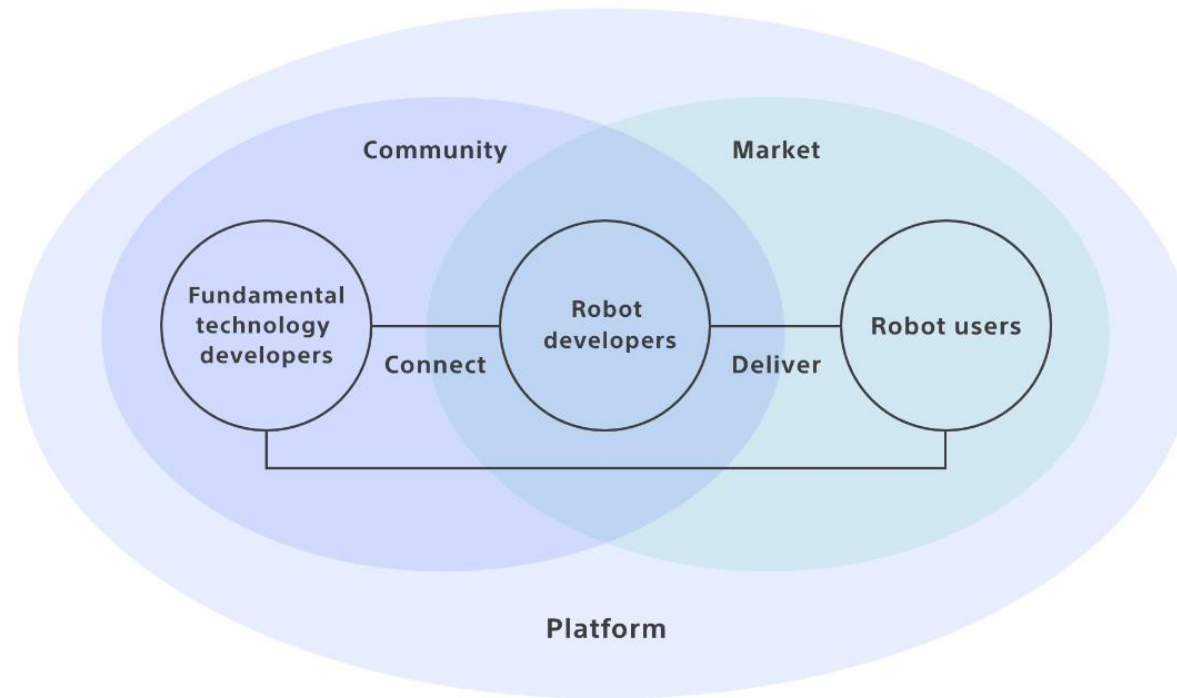 Community
Market
Fundamental
technology
developers
Connect
Robot
developers
Deliver
Robot users
Platform